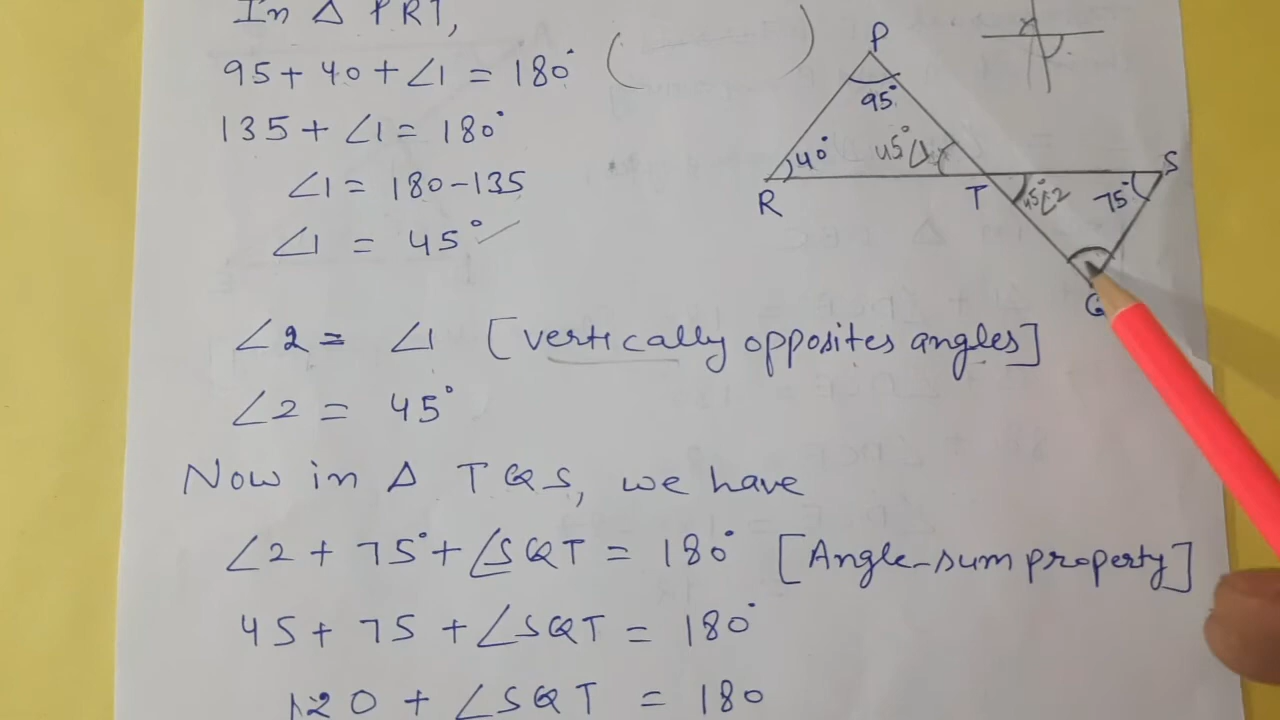 In Δ PRT,
95 + 40 + ∠1 = 180° (          )
135 + ∠1 = 180°
∠1 = 180-135
∠1 = 45°
∠2 = ∠1 [vertically opposites angles]
∠2 = 45°
Now in Δ TQS, we have
∠2 + 75° + ∠SQT = 180° [Angle-sum property]
45 + 75 + ∠SQT = 180°
120 + ∠SQT = 180
P
95°
40°
45° ∠1
R
T
45° ∠2
75°
S